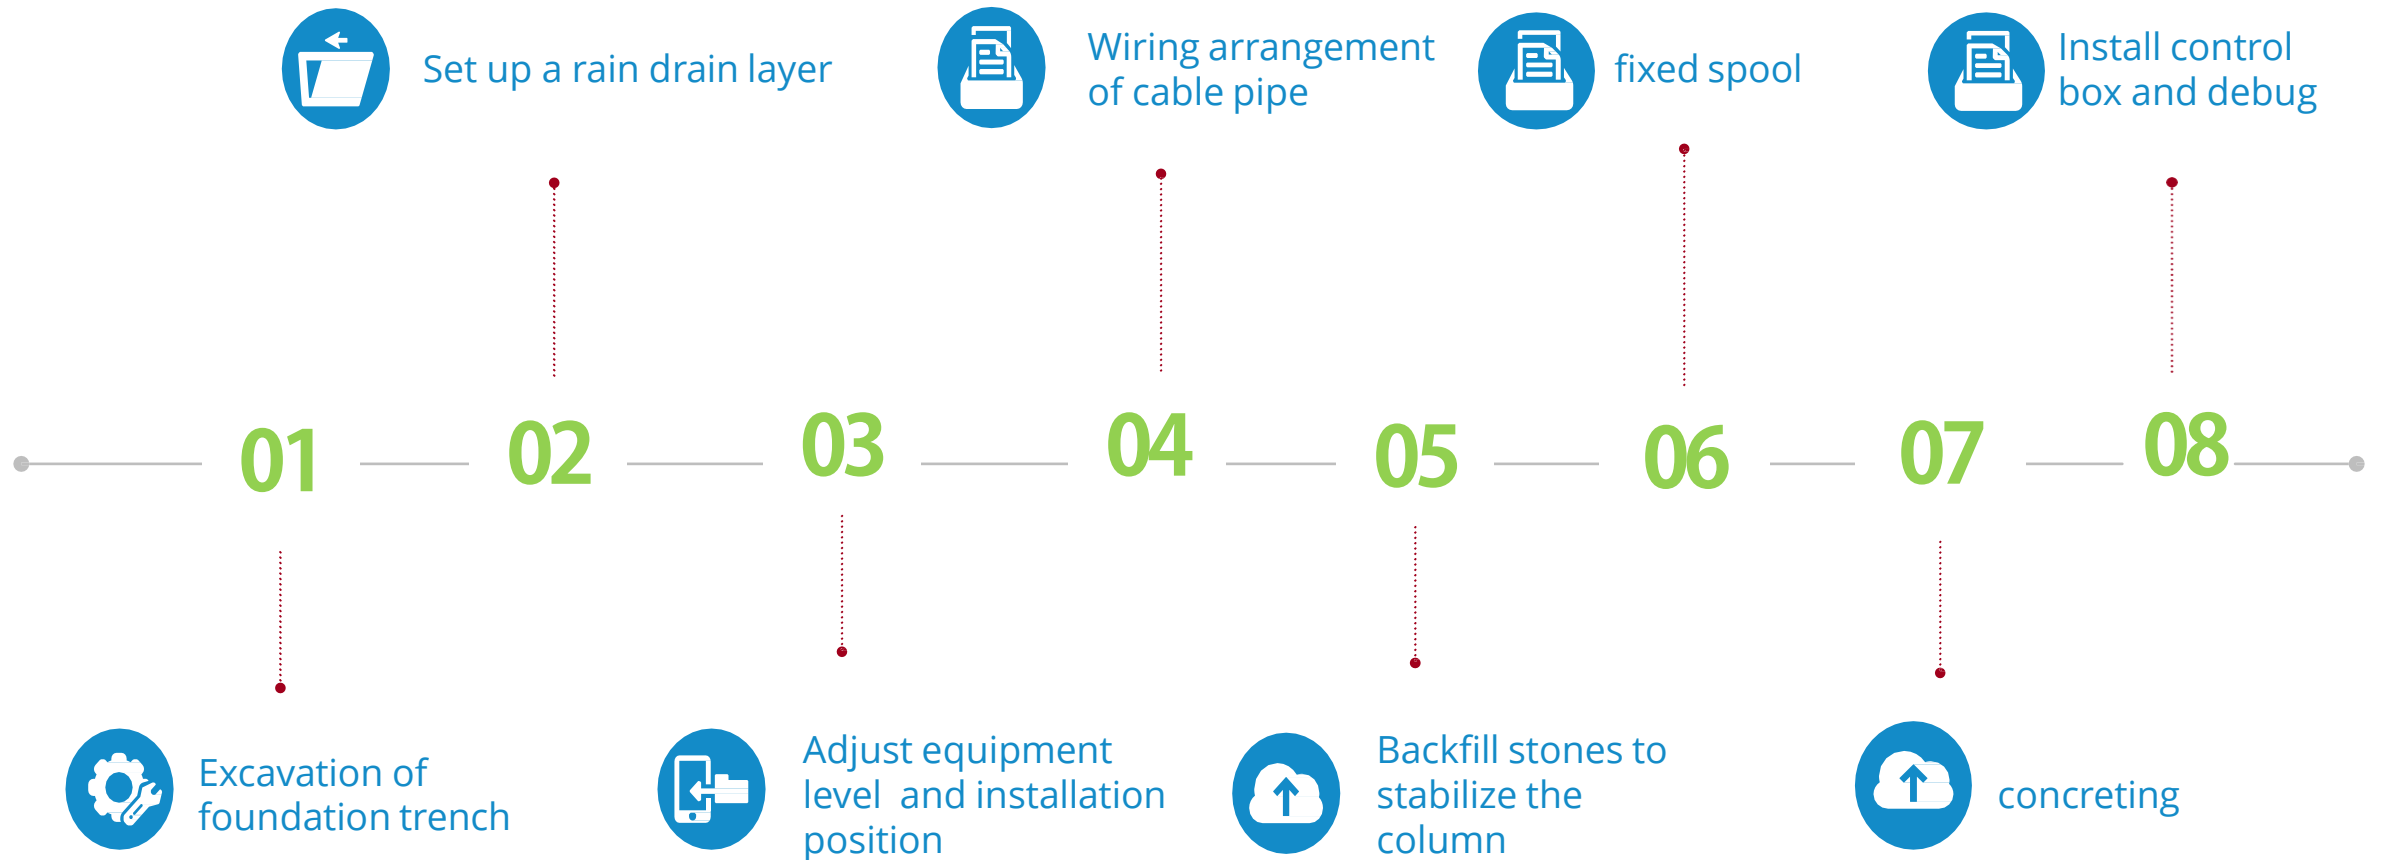 Set up a rain drain layer
Wiring arrangement
of cable pipe
fixed spool
Install control
box and debug
01
02
03
04
05
06
07
08
Excavation of
foundation trench
Adjust equipment
level  and installation
position
Backfill stones to
stabilize the
column
concreting